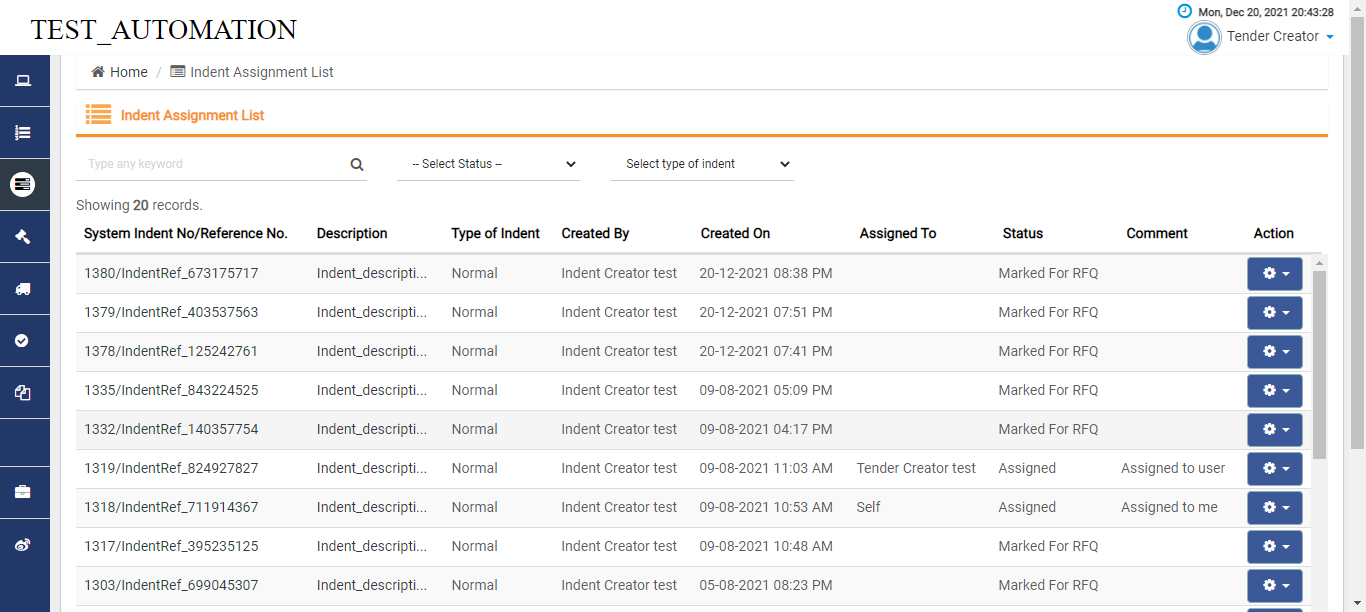 TEST_AUTOMATION
Mon, Dec 20, 2021 20:43:28
Tender Creator
Home / Indent Assignment List
Indent Assignment List
Type any keyword -- Select Status -- Select type of indent
Showing 20 records.
System Indent No/Reference No. Description Type of Indent Created By Created On Assigned To Status Comment Action
1380/IndentRef_673175717 Indent_descripti... Normal Indent Creator test 20-12-2021 08:38 PM Marked For RFQ
1379/IndentRef_403537563 Indent_descripti... Normal Indent Creator test 20-12-2021 07:51 PM Marked For RFQ
1378/IndentRef_125242761 Indent_descripti... Normal Indent Creator test 20-12-2021 07:41 PM Marked For RFQ
1335/IndentRef_843224525 Indent_descripti... Normal Indent Creator test 09-08-2021 05:09 PM Marked For RFQ
1332/IndentRef_140357754 Indent_descripti... Normal Indent Creator test 09-08-2021 04:17 PM Marked For RFQ
1319/IndentRef_824927827 Indent_descripti... Normal Indent Creator test 09-08-2021 11:03 AM Tender Creator test Assigned Assigned to user
1318/IndentRef_711914367 Indent_descripti... Normal Indent Creator test 09-08-2021 10:53 AM Self Assigned Assigned to me
1317/IndentRef_395235125 Indent_descripti... Normal Indent Creator test 09-08-2021 10:48 AM Marked For RFQ
1303/IndentRef_699045307 Indent_descripti... Normal Indent Creator test 05-08-2021 08:23 PM Marked For RFQ